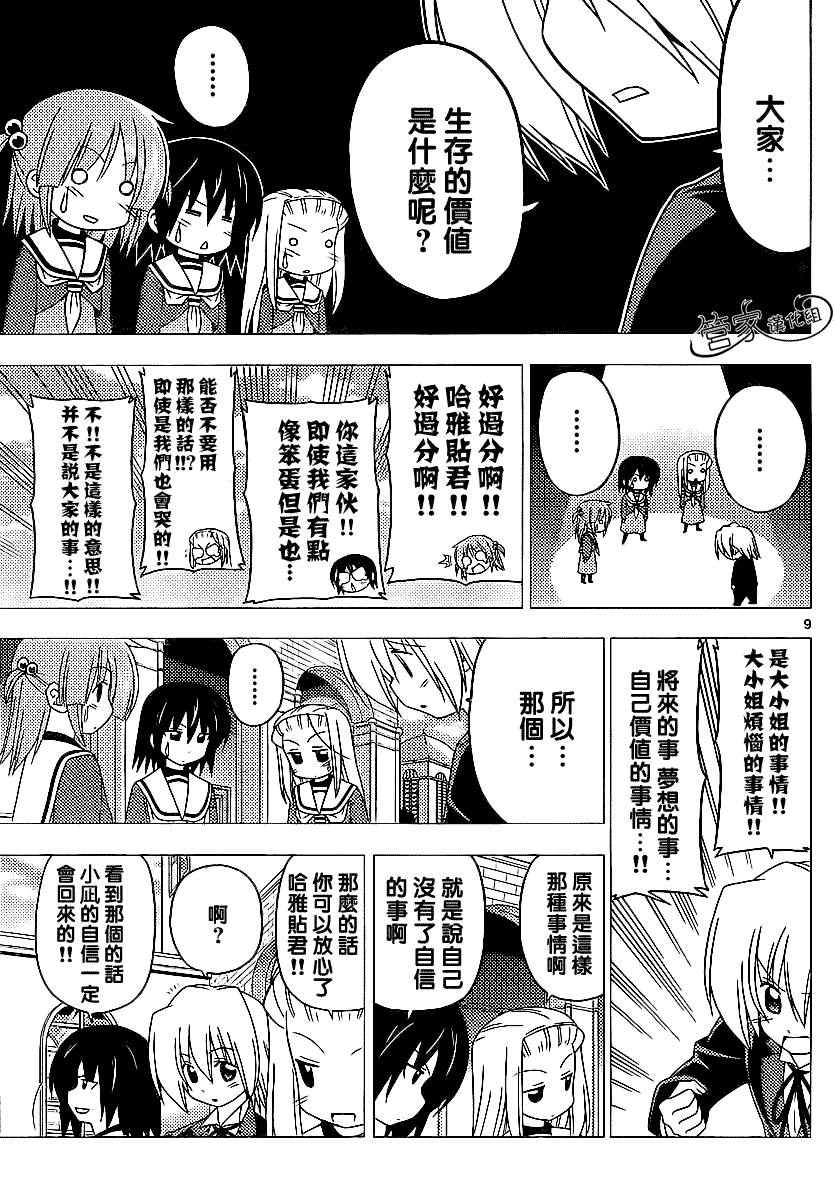 大家…
生存的價值
是什麼呢?
……
管家漢化組
……
……
好過分啊!!
哈雅貼君!!
好過分啊!!
你這家伙!!
即使我們有點
像笨蛋但是也…
能否不要用
那樣的話!!?
即使是我們也會哭的!!
不!!不是這樣的意思!!
并不是說大家的事…!!
9
是大小姐的事情!!
大小姐煩惱的事情!!
將來的事 夢想的事…
自己價值的事情…!!
所以…
那個…
……
原來是這樣
那種事情啊
就是說自己
沒有了自信
的事啊
那麼的話
你可以放心了
哈雅貼君!!
啊?
看到那個的話
小凪的自信一定
會回來的!!